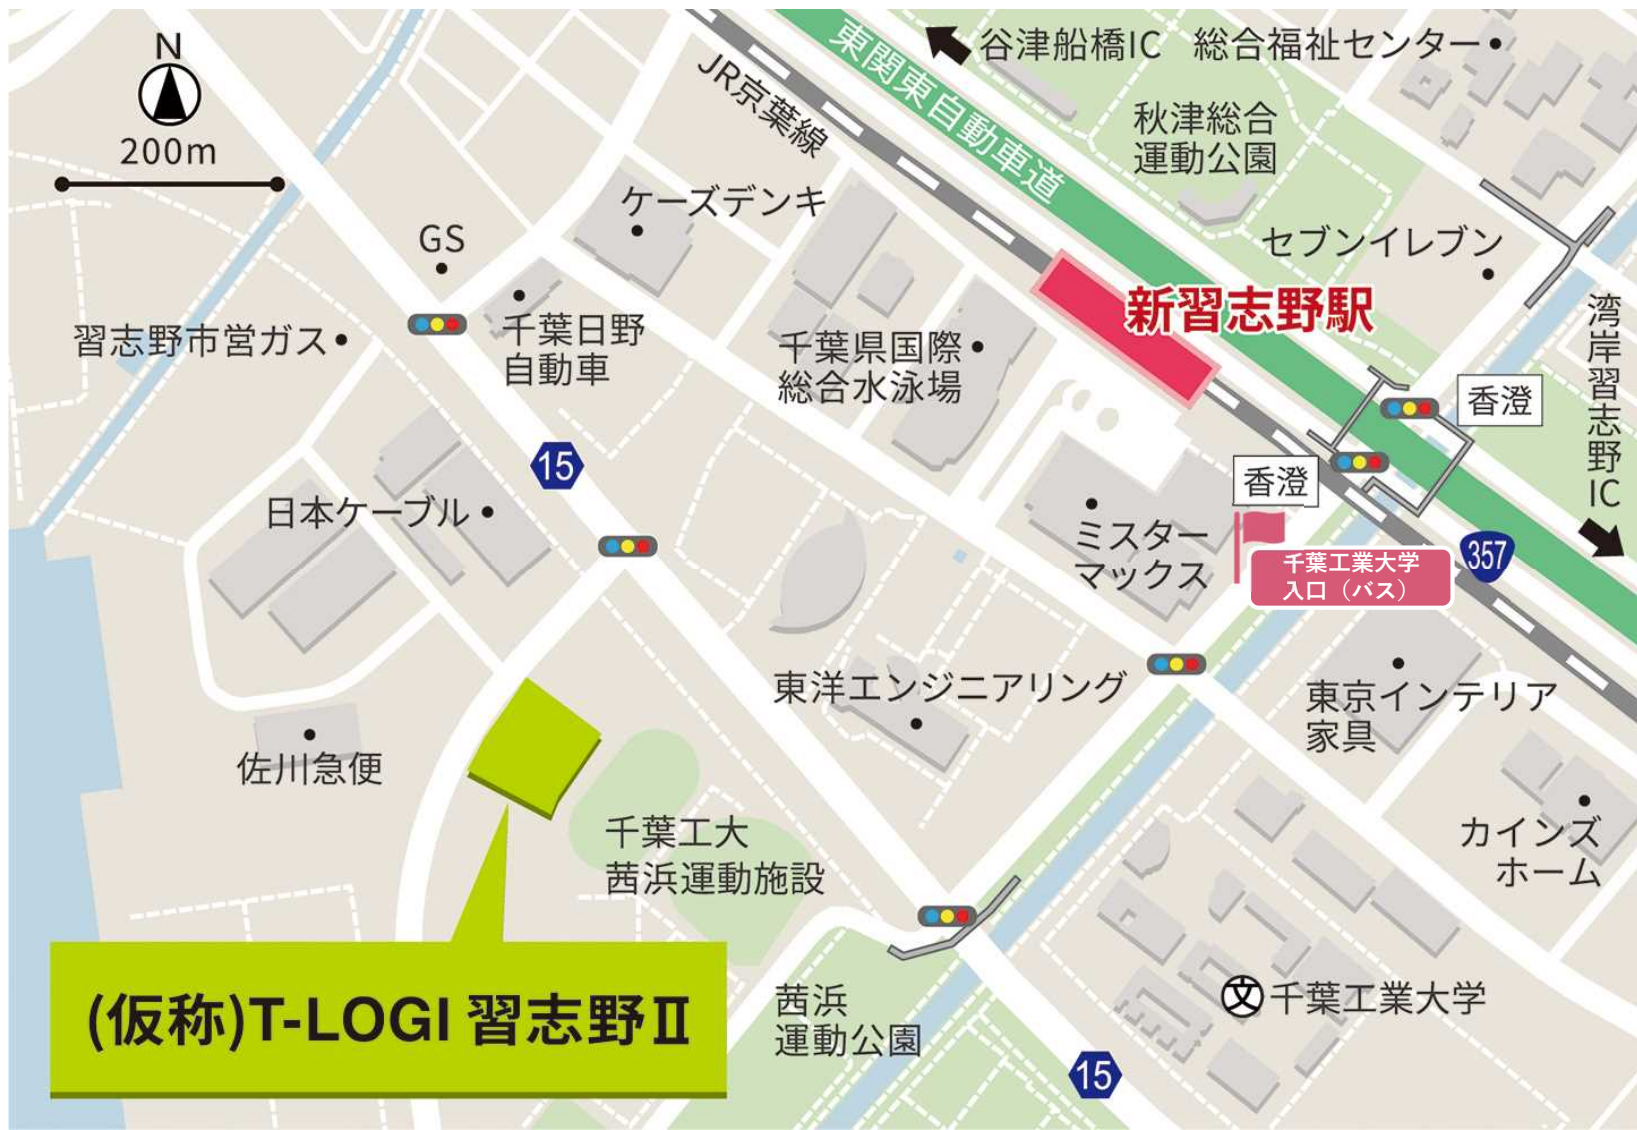 N
200m
谷津船橋IC
総合福祉センター
東関東自動車道
JR京葉線
秋津総合
運動公園
ケーズデンキ
GS
セブンイレブン
新習志野駅
湾岸習志野IC
習志野市営ガス
千葉日野
自動車
千葉県国際
総合水泳場
香澄
15
香澄
日本ケーブル
ミスター
マックス
357
千葉工業大学
入口（バス）
東洋エンジニアリング
東京インテリア
家具
佐川急便
千葉工大
茜浜運動施設
カインズ
ホーム
(仮称)T-LOGI 習志野Ⅱ
茜浜
運動公園
文
千葉工業大学
15